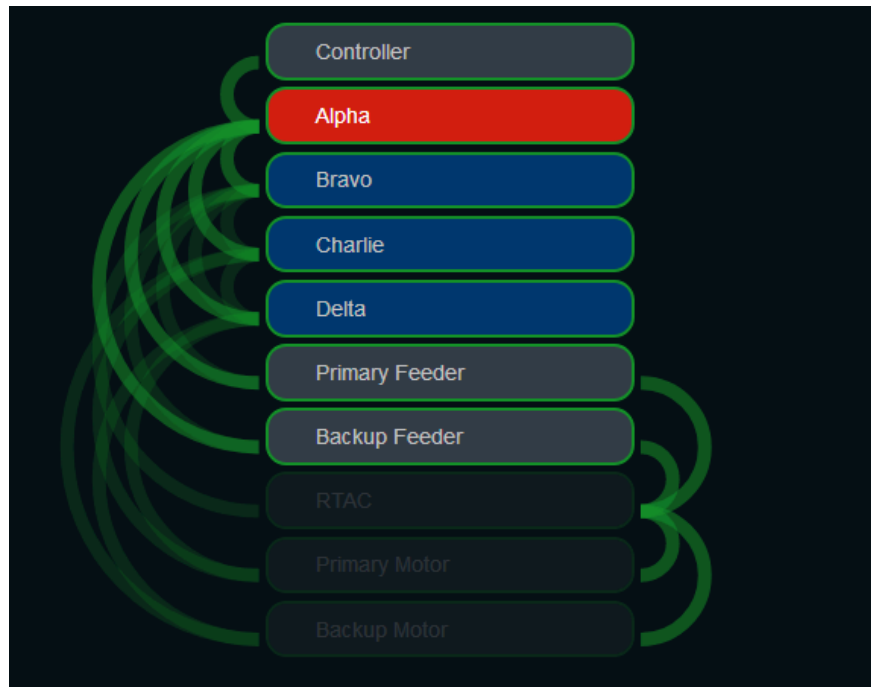 Controller
Alpha
Bravo
Charlie
Delta
Primary Feeder
Backup Feeder
RTAC
Primary Motor
Backup Motor